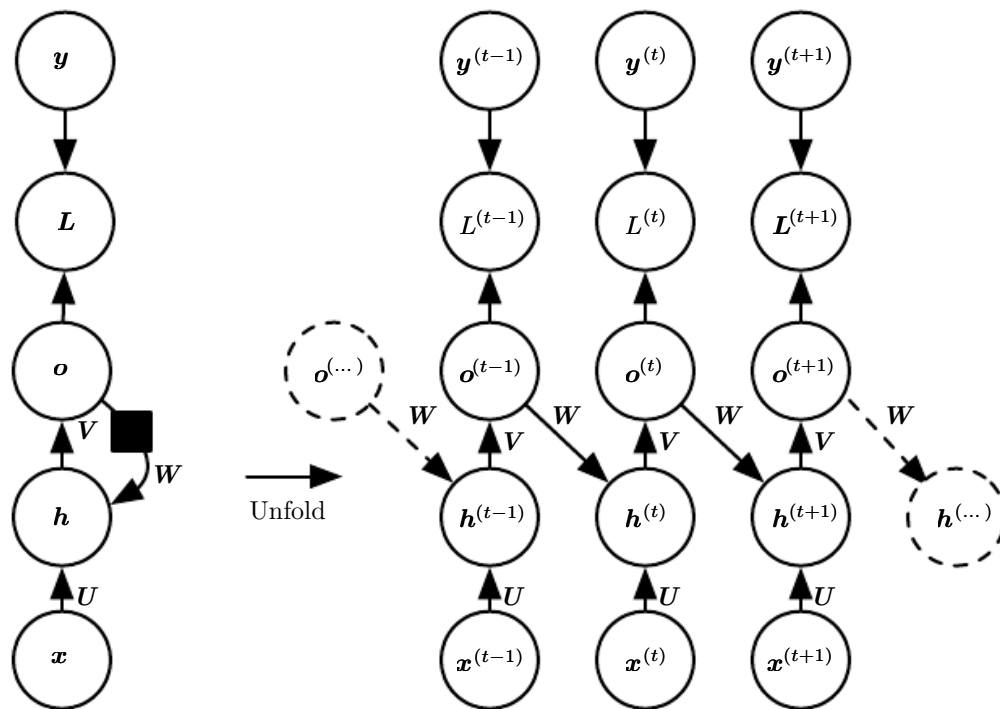 y y^(t−1) y^(t) y^(t+1)
L L^(t−1) L^(t) L^(t+1)
o o^(...) o^(t−1) o^(t) o^(t+1)
V W W W W W
V V V
h Unfold h^(t−1) h^(t) h^(t+1) h^(...)
U U U U
x x^(t−1) x^(t) x^(t+1)